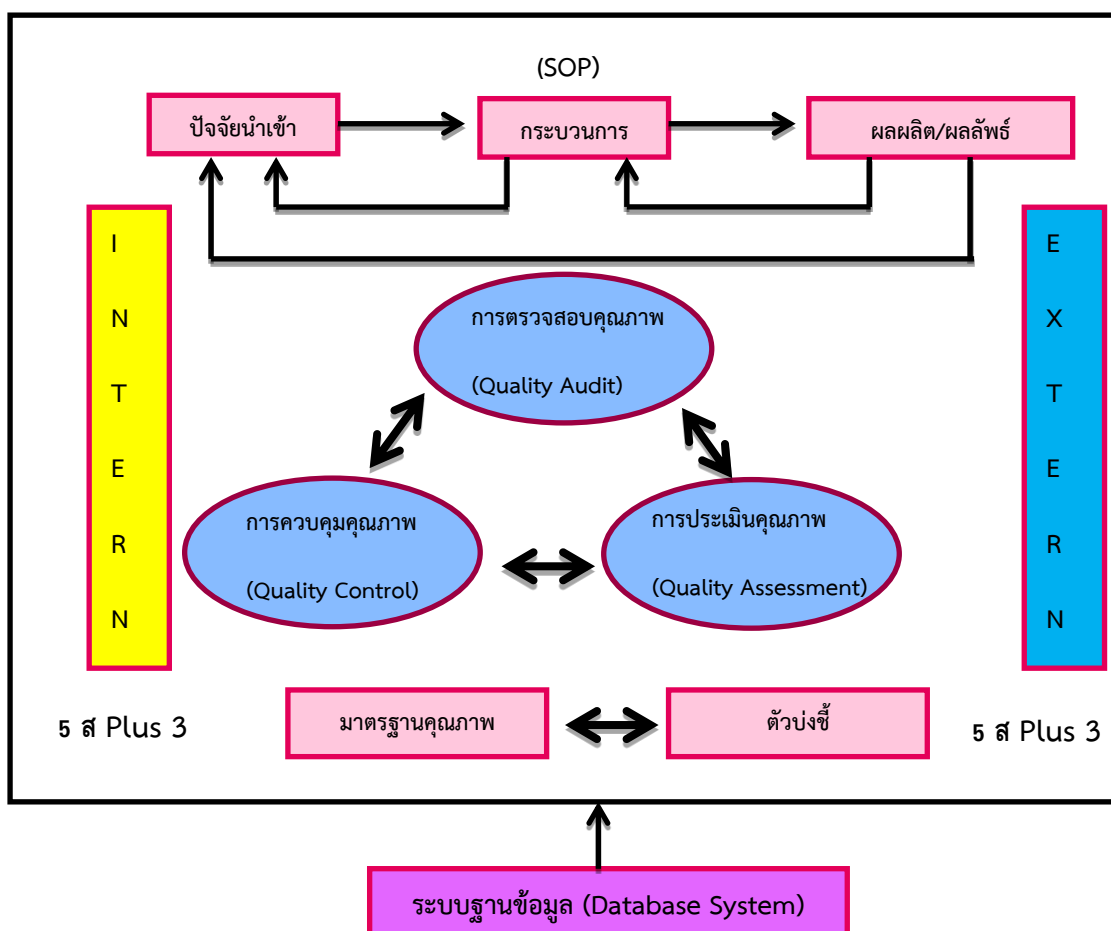 (SOP)
ปัจจัยนำเข้า
กระบวนการ
ผลผลิต/ผลลัพธ์
I
N
T
E
R
N
E
X
T
E
R
N
การตรวจสอบคุณภาพ
(Quality Audit)
การควบคุมคุณภาพ
(Quality Control)
การประเมินคุณภาพ
(Quality Assessment)
มาตรฐานคุณภาพ
ตัวบ่งชี้
5 ส Plus 3
5 ส Plus 3
ระบบฐานข้อมูล (Database System)